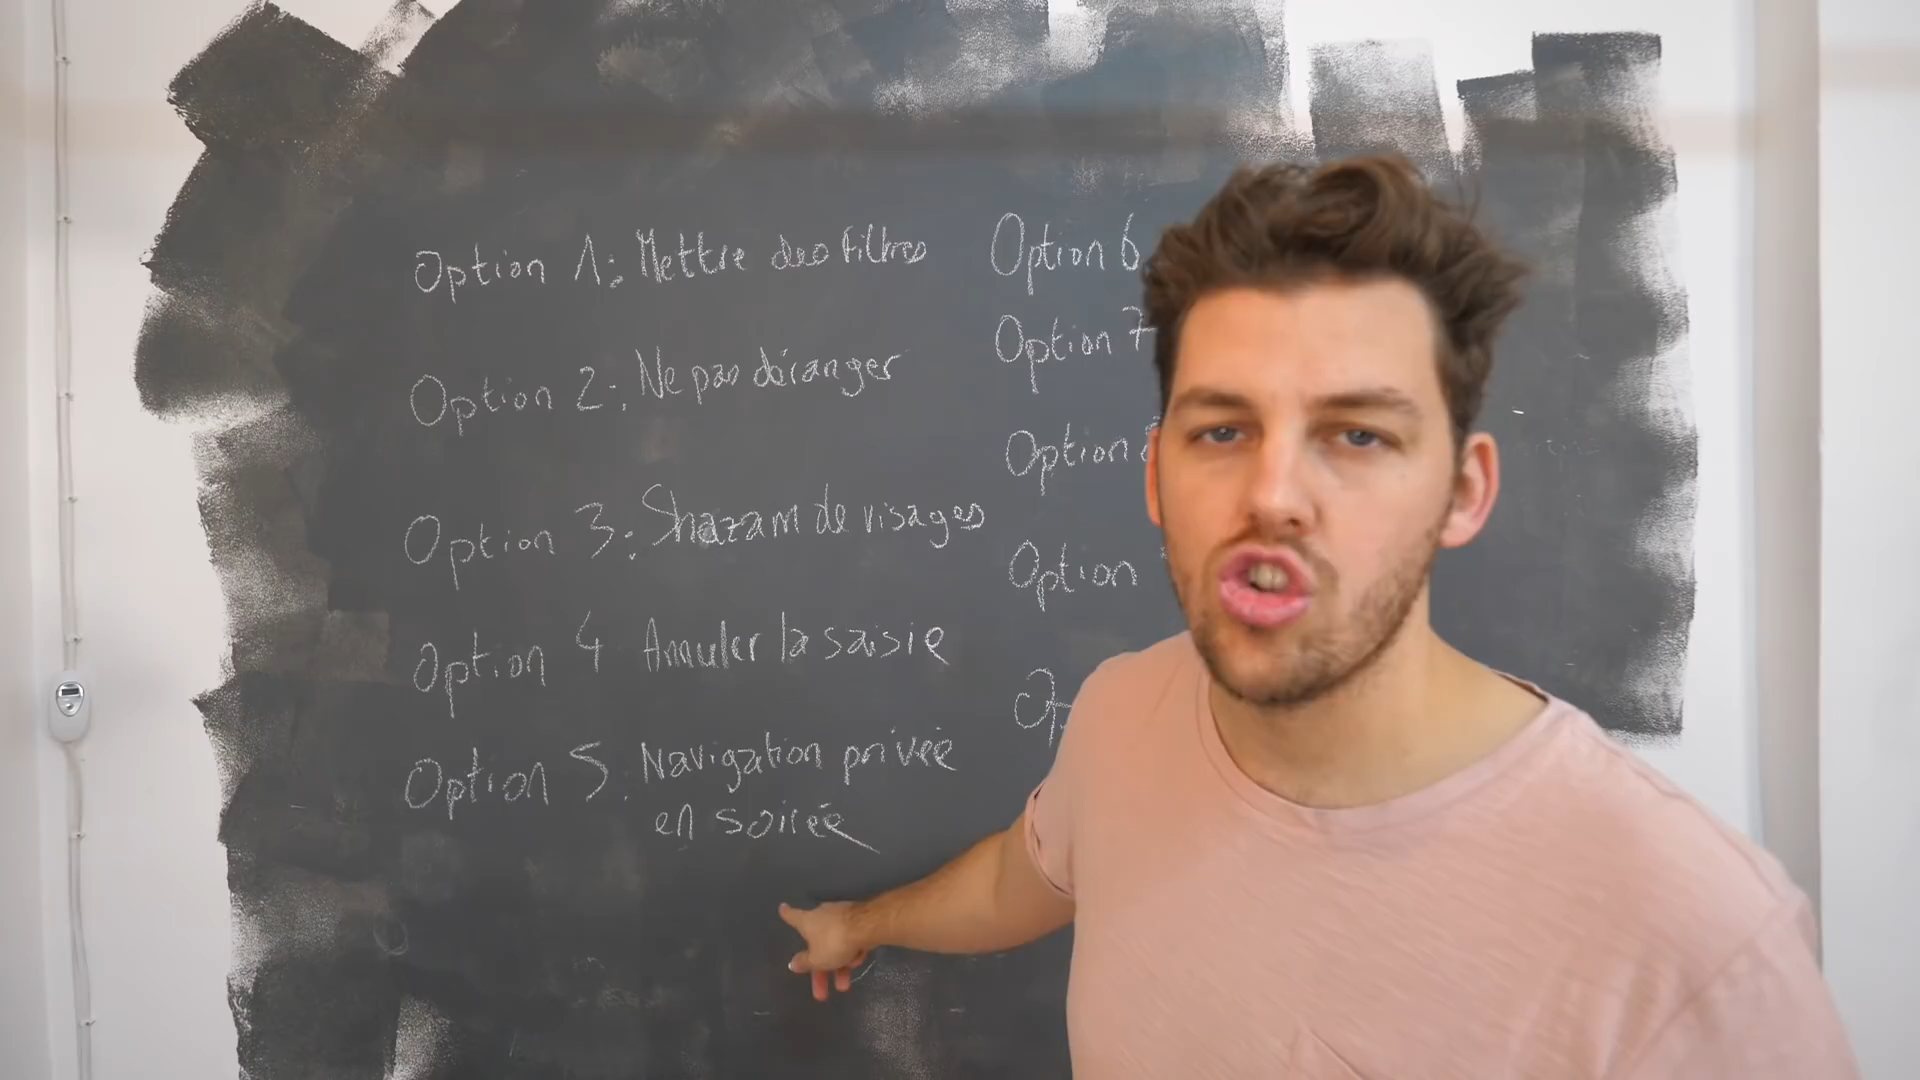 Option 1: Mettre des filtres
Option 2: Ne pas déranger
Option 3: Shazam de visages
Option 4 Annuler la saisie
Option 5: Navigation privée
en soirée
Option 6
Option 7
Option
Option